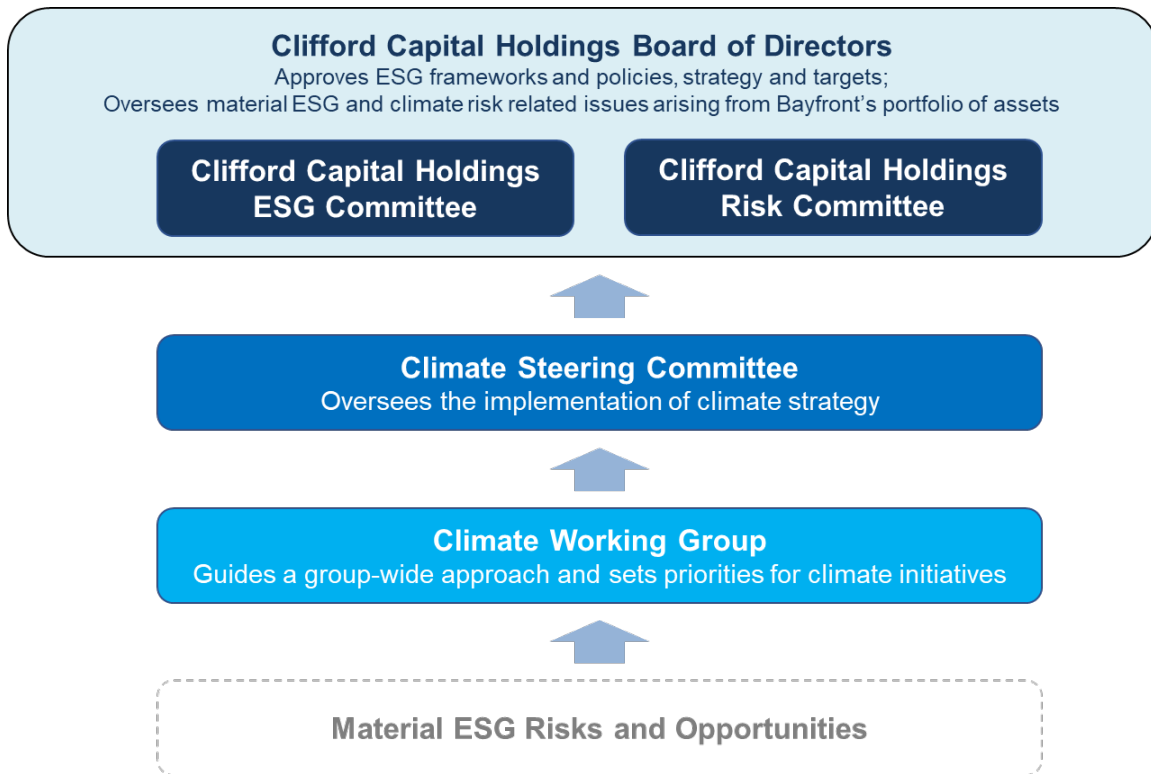 Clifford Capital Holdings Board of Directors
Approves ESG frameworks and policies, strategy and targets;
Oversees material ESG and climate risk related issues arising from Bayfront’s portfolio of assets
Clifford Capital Holdings
ESG Committee
Clifford Capital Holdings
Risk Committee
Climate Steering Committee
Oversees the implementation of climate strategy
Climate Working Group
Guides a group-wide approach and sets priorities for climate initiatives
Material ESG Risks and Opportunities